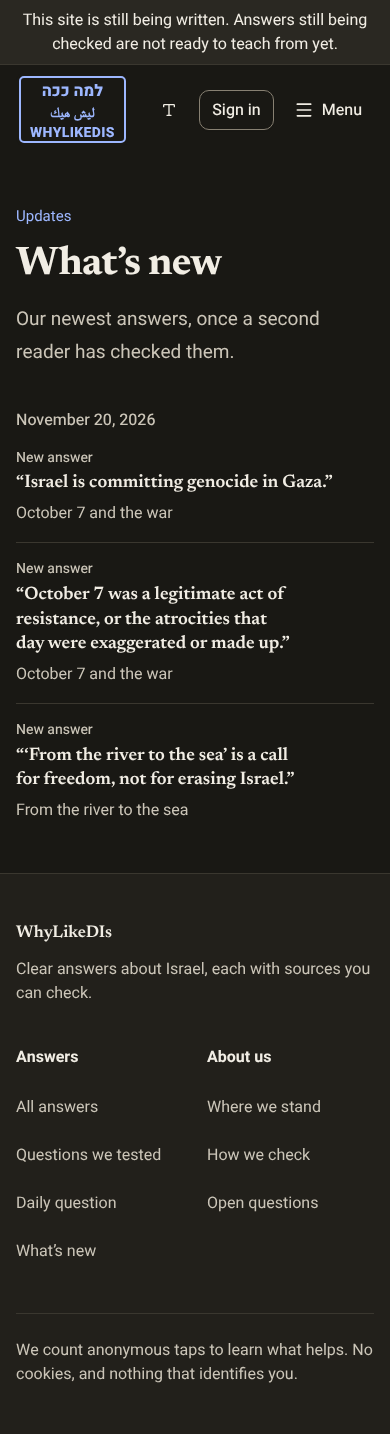 This site is still being written. Answers still being
checked are not ready to teach from yet.
למה ככה
ليش هيك
WHYLIKEDIS
T
Sign in
Menu
Updates
What’s new
Our newest answers, once a second
reader has checked them.
November 20, 2026
New answer
“Israel is committing genocide in Gaza.”
October 7 and the war
New answer
“October 7 was a legitimate act of
resistance, or the atrocities that
day were exaggerated or made up.”
October 7 and the war
New answer
“‘From the river to the sea’ is a call
for freedom, not for erasing Israel.”
From the river to the sea
WhyLikeDIs
Clear answers about Israel, each with sources you
can check.
Answers
About us
All answers
Where we stand
Questions we tested
How we check
Daily question
Open questions
What’s new
We count anonymous taps to learn what helps. No
cookies, and nothing that identifies you.